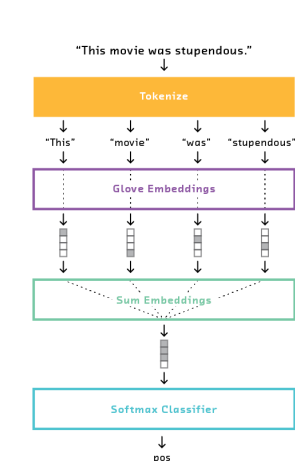 “This movie was stupendous.”
Tokenize
“This” “movie” “was” “stupendous”
Glove Embeddings
Sum Embeddings
Softmax Classifier
pos